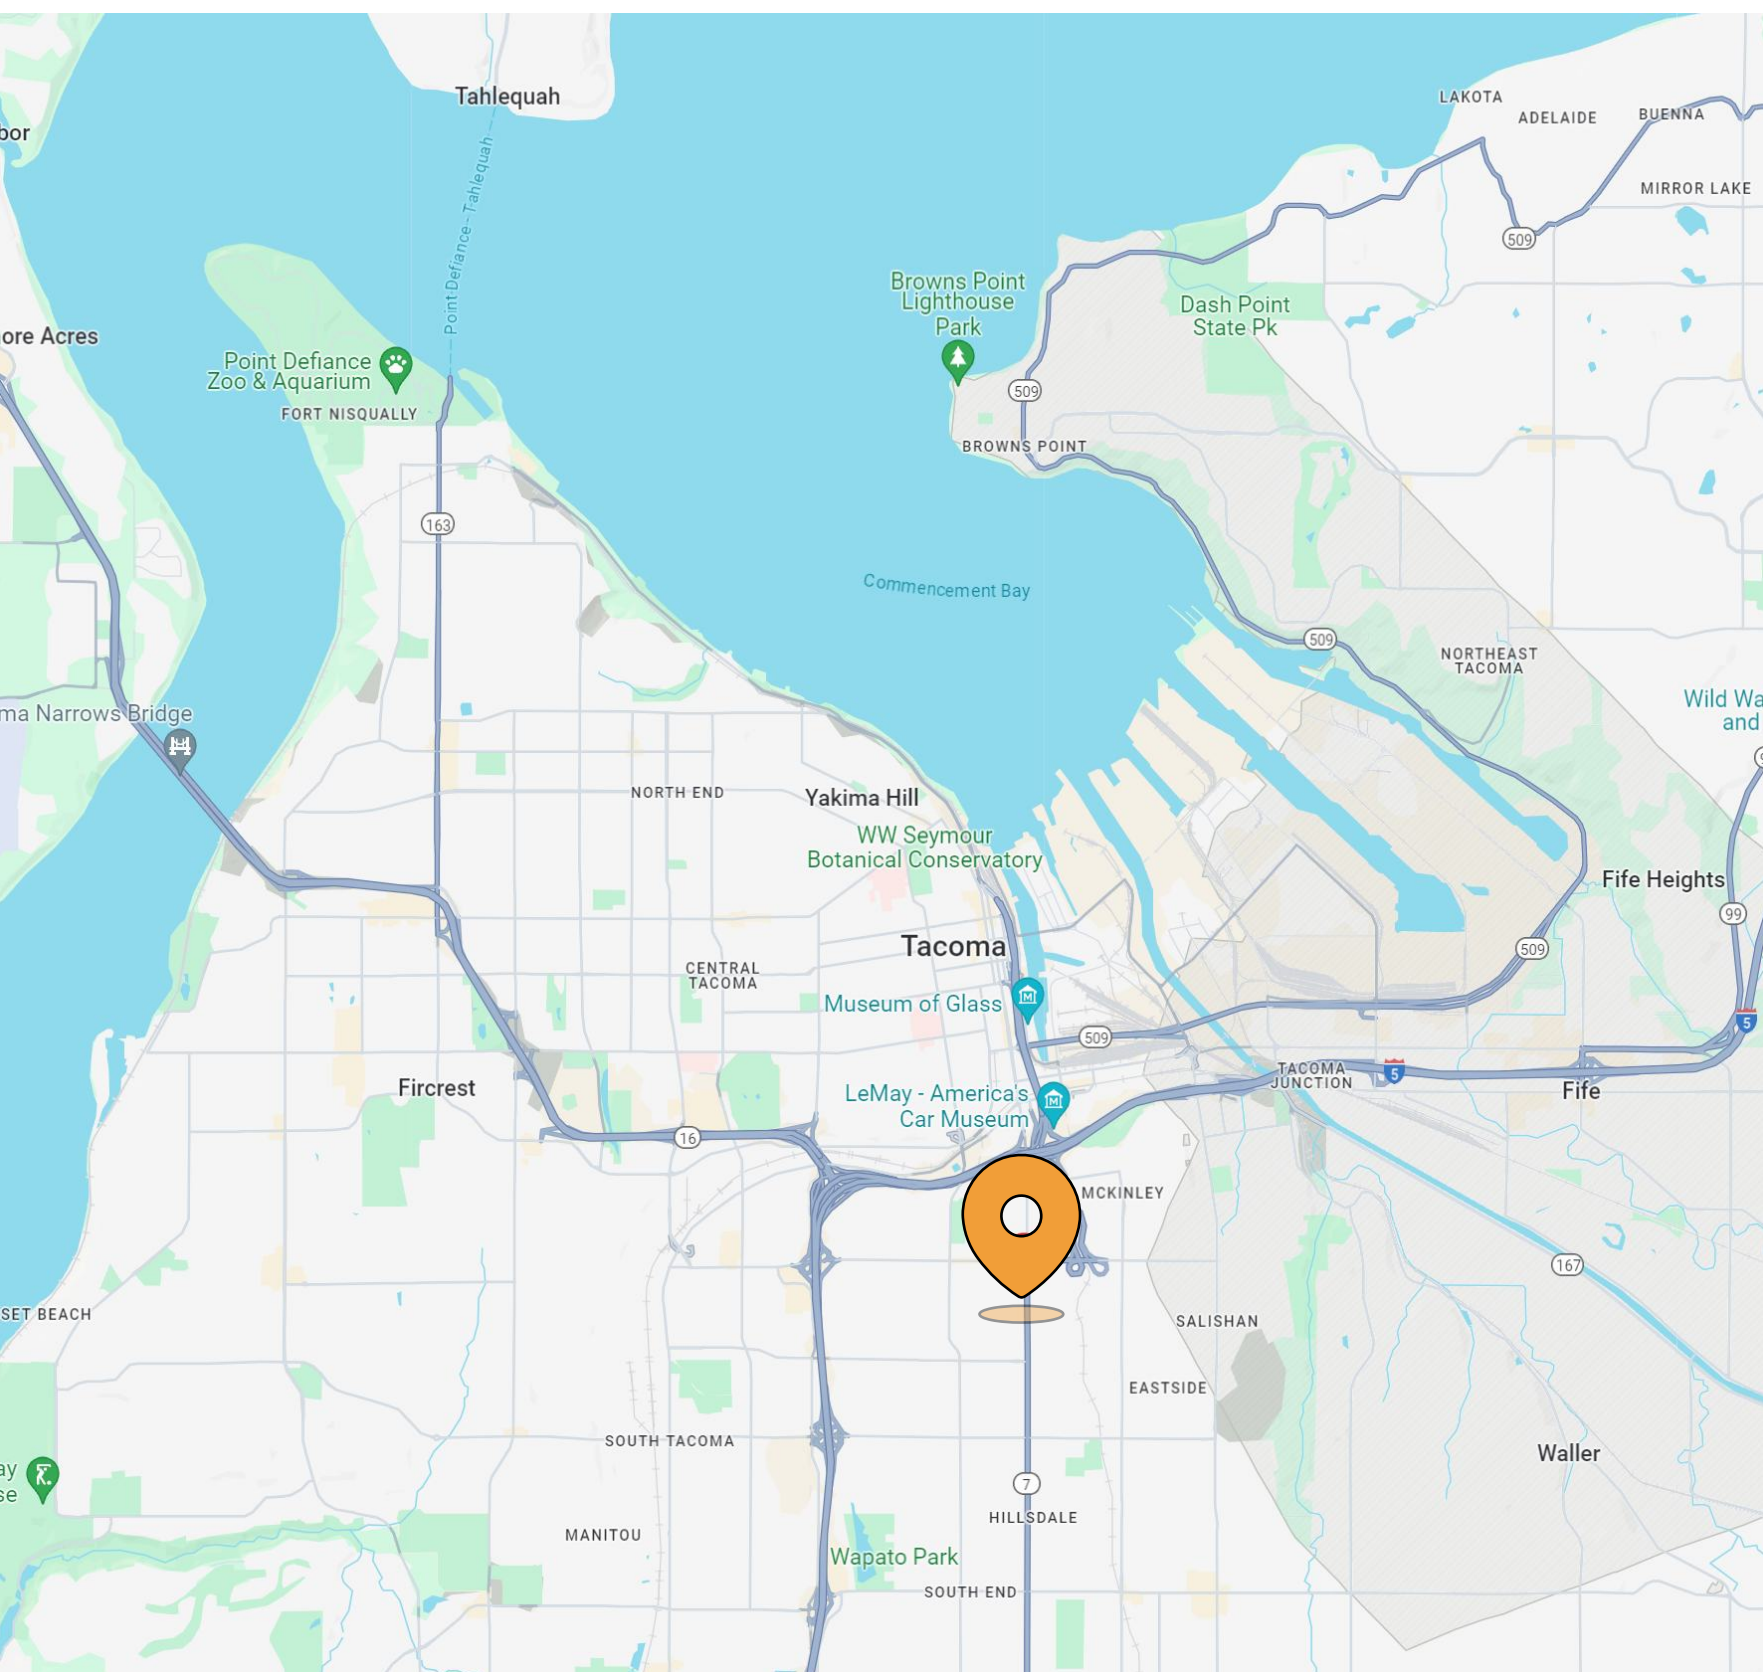 Tahlequah
LAKOTA
ADELAIDE
BUENNA
bor
Point Defiance - Tahlequah
MIRROR LAKE
509
Browns Point
Lighthouse
Park
Dash Point
State Pk
ore Acres
Point Defiance
Zoo & Aquarium
FORT NISQUALLY
509
BROWNS POINT
163
Commencement Bay
509
NORTHEAST
TACOMA
Wild Wa
and
ma Narrows Bridge
NORTH END
Yakima Hill
WW Seymour
Botanical Conservatory
Fife Heights
99
Tacoma
509
CENTRAL
TACOMA
Museum of Glass
5
509
TACOMA
JUNCTION
5
Fife
Fircrest
LeMay - America's
Car Museum
16
MCKINLEY
167
SET BEACH
SALISHAN
EASTSIDE
SOUTH TACOMA
Waller
ay
se
7
HILLSDALE
MANITOU
Wapato Park
SOUTH END